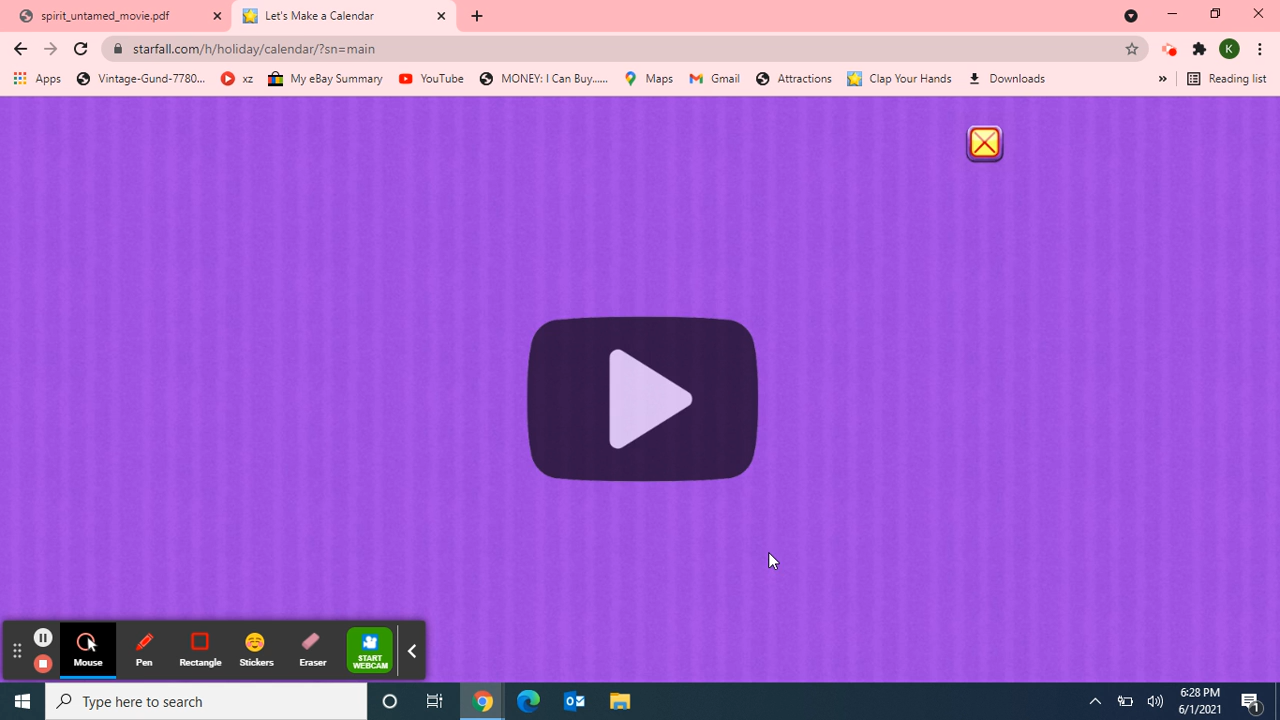 spirit_untamed_movie.pdf
Let's Make a Calendar
starfall.com/h/holiday/calendar/?sn=main
K
Apps
Vintage-Gund-7780...
xz
My eBay Summary
YouTube
MONEY: I Can Buy......
Maps
Gmail
Attractions
Clap Your Hands
Downloads
»
Reading list
Mouse
Pen
Rectangle
Stickers
Eraser
START
WEBCAM
Type here to search
6:28 PM
6/1/2021
1